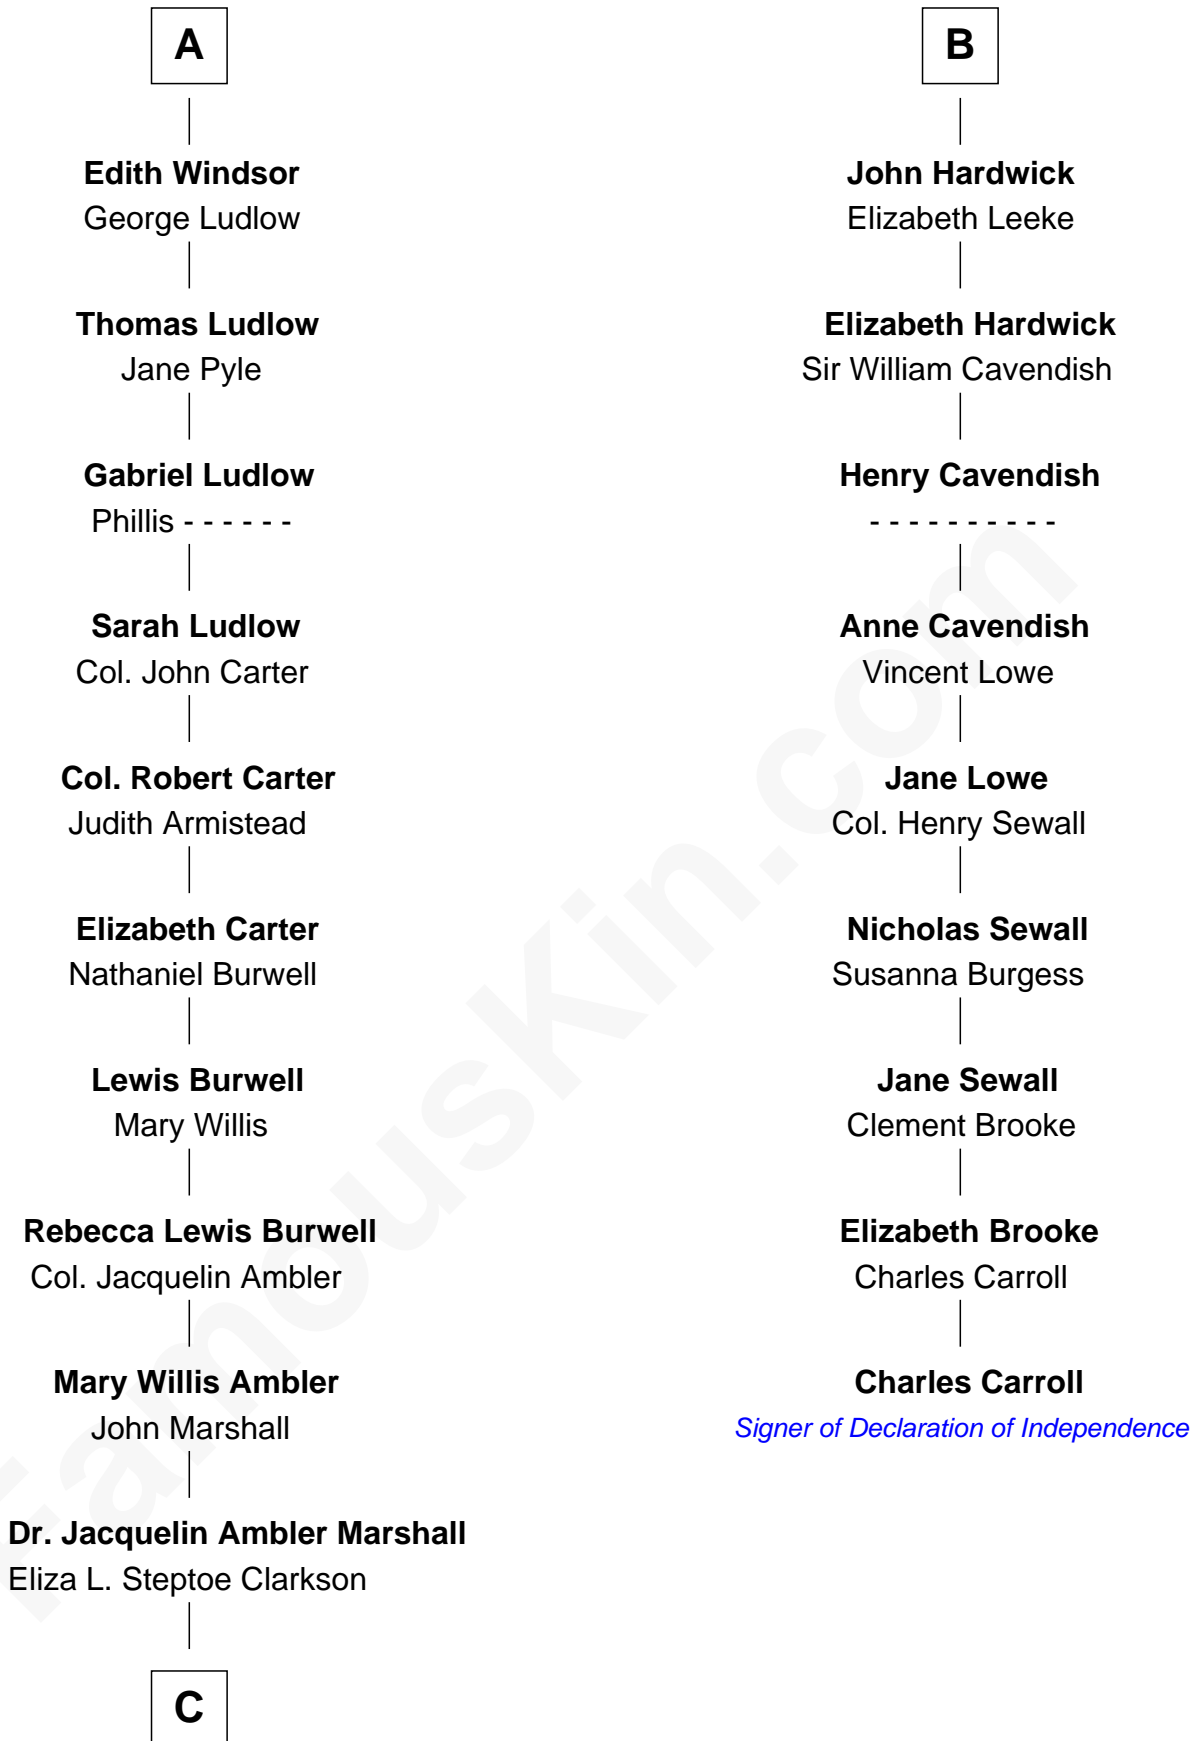 A
Edith Windsor
George Ludlow
Thomas Ludlow
Jane Pyle
Gabriel Ludlow
Phillis - - - - - -
Sarah Ludlow
Col. John Carter
Col. Robert Carter
Judith Armistead
Elizabeth Carter
Nathaniel Burwell
Lewis Burwell
Mary Willis
Rebecca Lewis Burwell
Col. Jacquelin Ambler
Mary Willis Ambler
John Marshall
Dr. Jacquelin Ambler Marshall
Eliza L. Steptoe Clarkson
C
B
John Hardwick
Elizabeth Leeke
Elizabeth Hardwick
Sir William Cavendish
Henry Cavendish
- - - - - - - - - -
Anne Cavendish
Vincent Lowe
Jane Lowe
Col. Henry Sewall
Nicholas Sewall
Susanna Burgess
Jane Sewall
Clement Brooke
Elizabeth Brooke
Charles Carroll
Charles Carroll
Signer of Declaration of Independence
FamousKin.com